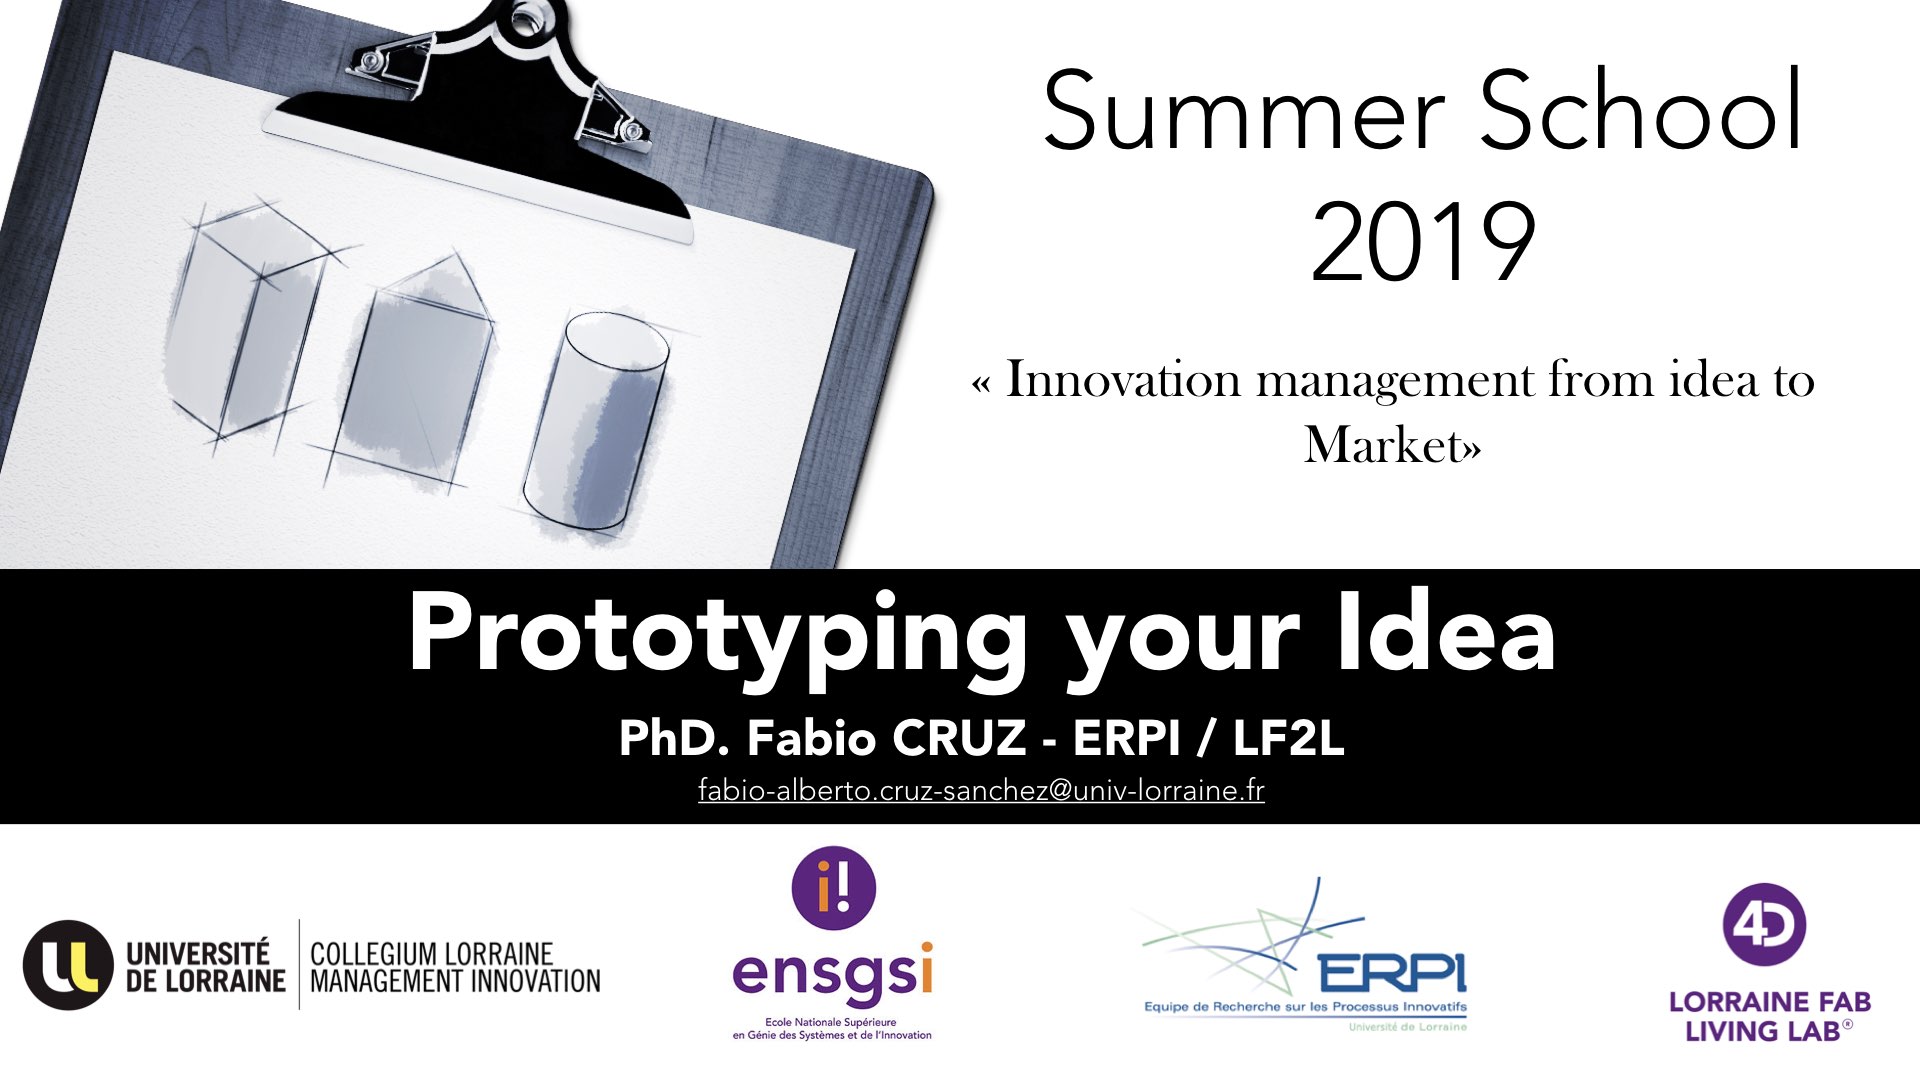 Summer School
2019
« Innovation management from idea to
Market»
Prototyping your Idea
PhD. Fabio CRUZ - ERPI / LF2L
fabio-alberto.cruz-sanchez@univ-lorraine.fr
UNIVERSITÉ
DE LORRAINE
COLLEGIUM LORRAINE
MANAGEMENT INNOVATION
ensgsi
Ecole Nationale Supérieure
en Génie des Systèmes et de l'Innovation
ERPI
Equipe de Recherche sur les Processus Innovatifs
Université de Lorraine
4D
LORRAINE FAB
LIVING LAB®